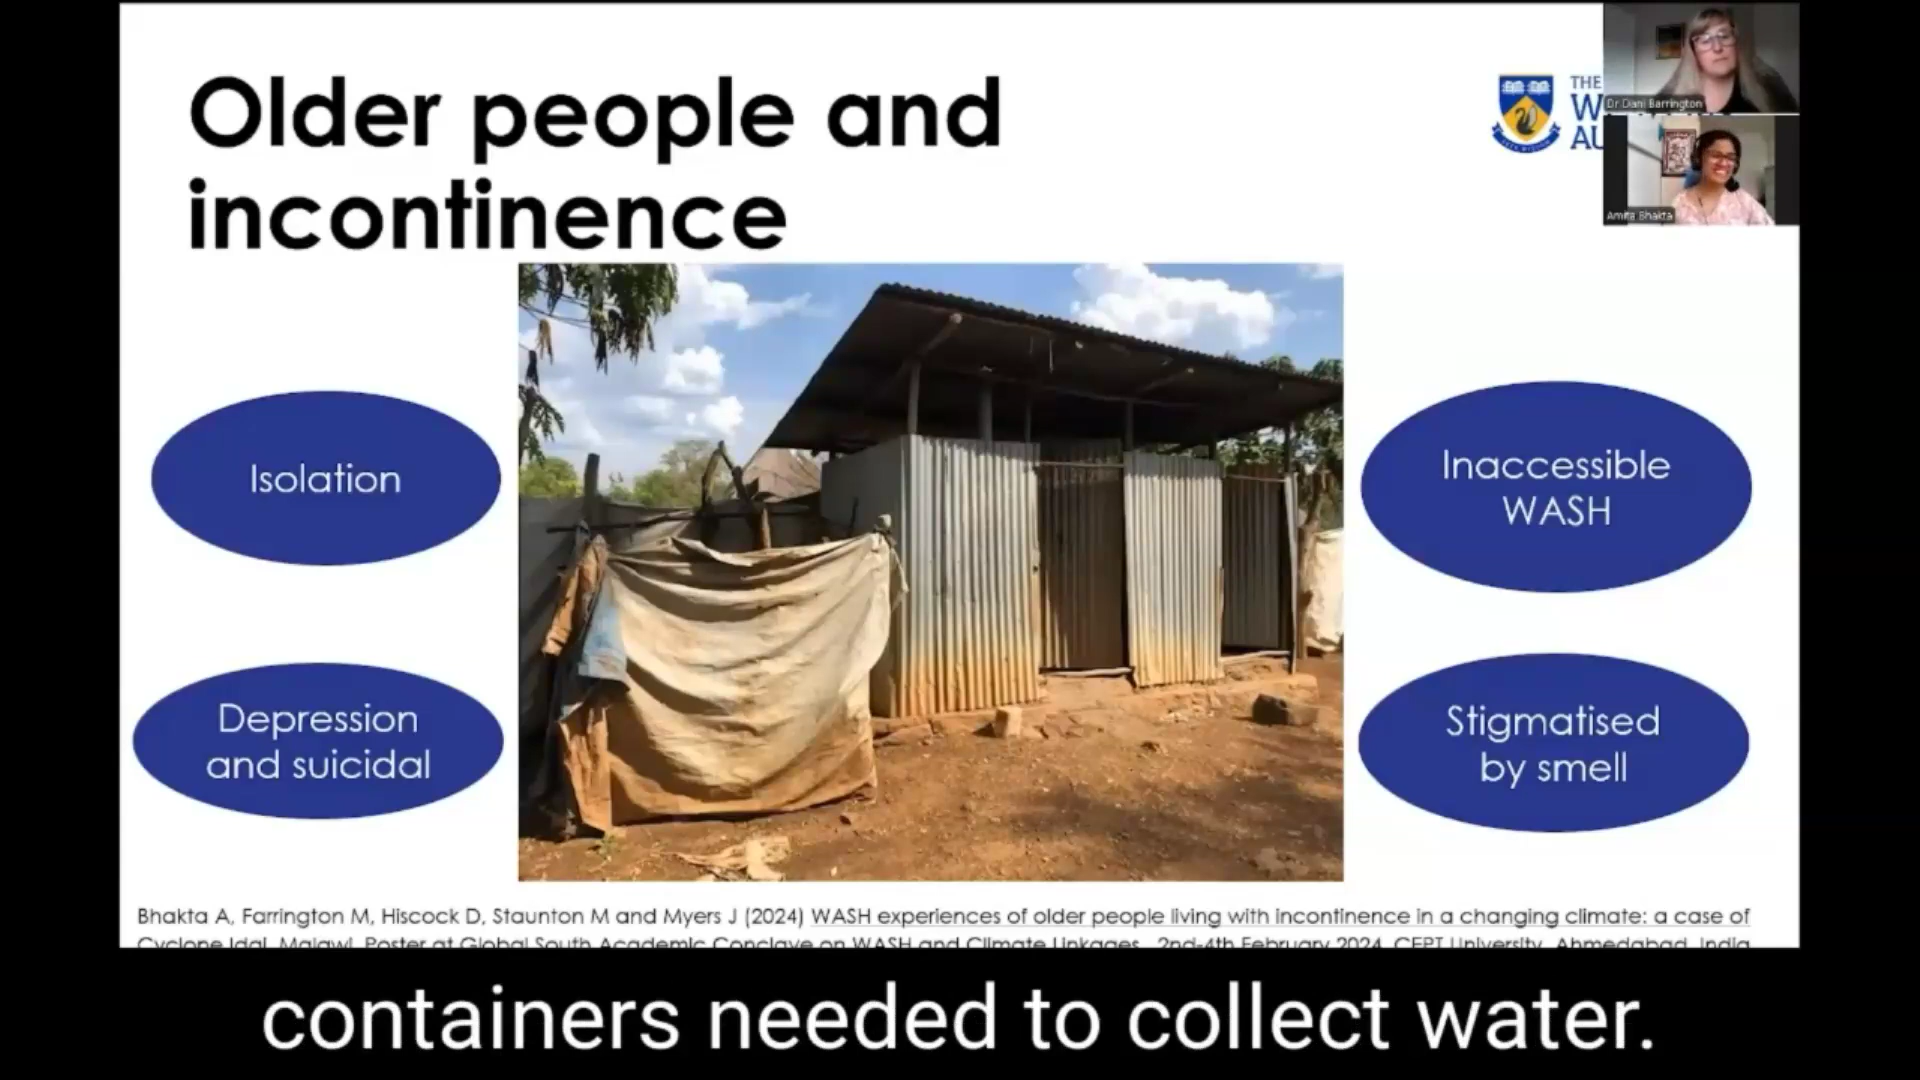 Older people and
incontinence
THE
W
AU
Dr Dani Barrington
Amita Bhakta
Isolation
Inaccessible
WASH
Depression
and suicidal
Stigmatised
by smell
Bhakta A, Farrington M, Hiscock D, Staunton M and Myers J (2024) WASH experiences of older people living with incontinence in a changing climate: a case of
Cyclone Idai, Malawi. Poster at Global South Academic Conclave on WASH and Climate Linkages, 2nd-4th February 2024, CEPT University, Ahmedabad, India
containers needed to collect water.